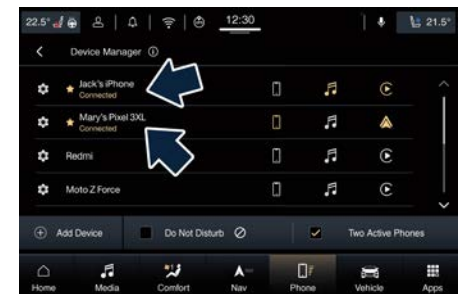 22.5°
12:30
21.5°
Device Manager
Jack's iPhone
Connected
Mary's Pixel 3XL
Connected
Redmi
Moto Z Force
Add Device
Do Not Disturb
Two Active Phones
Home
Media
Comfort
Nav
Phone
Vehicle
Apps